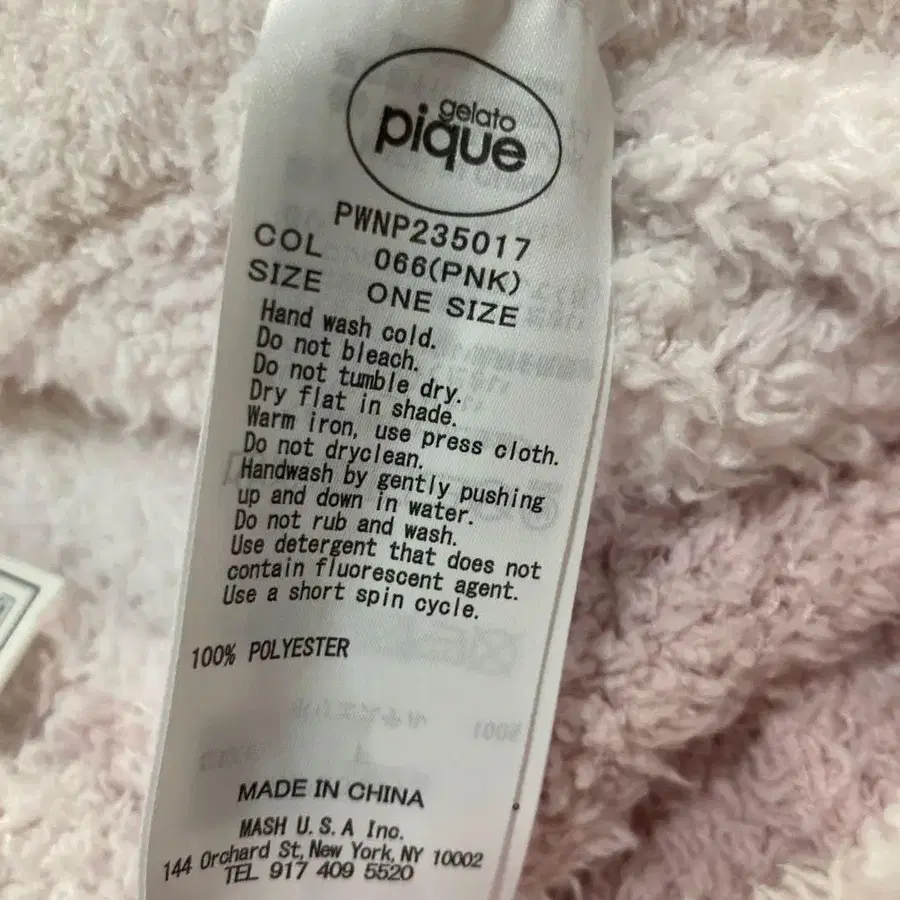 gelato
pique
PWNP235017
COL 066(PNK)
SIZE ONE SIZE
Hand wash cold.
Do not bleach.
Do not tumble dry.
Dry flat in shade.
Warm iron, use press cloth.
Do not dryclean.
Handwash by gently pushing
up and down in water.
Do not rub and wash.
Use detergent that does not
contain fluorescent agent.
Use a short spin cycle.
100% POLYESTER
MADE IN CHINA
MASH U.S.A Inc.
144 Orchard St, New York, NY 10002
TEL 917 409 5520